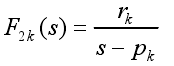 F_{2k}(s) = \frac{r_k}{s - p_k}